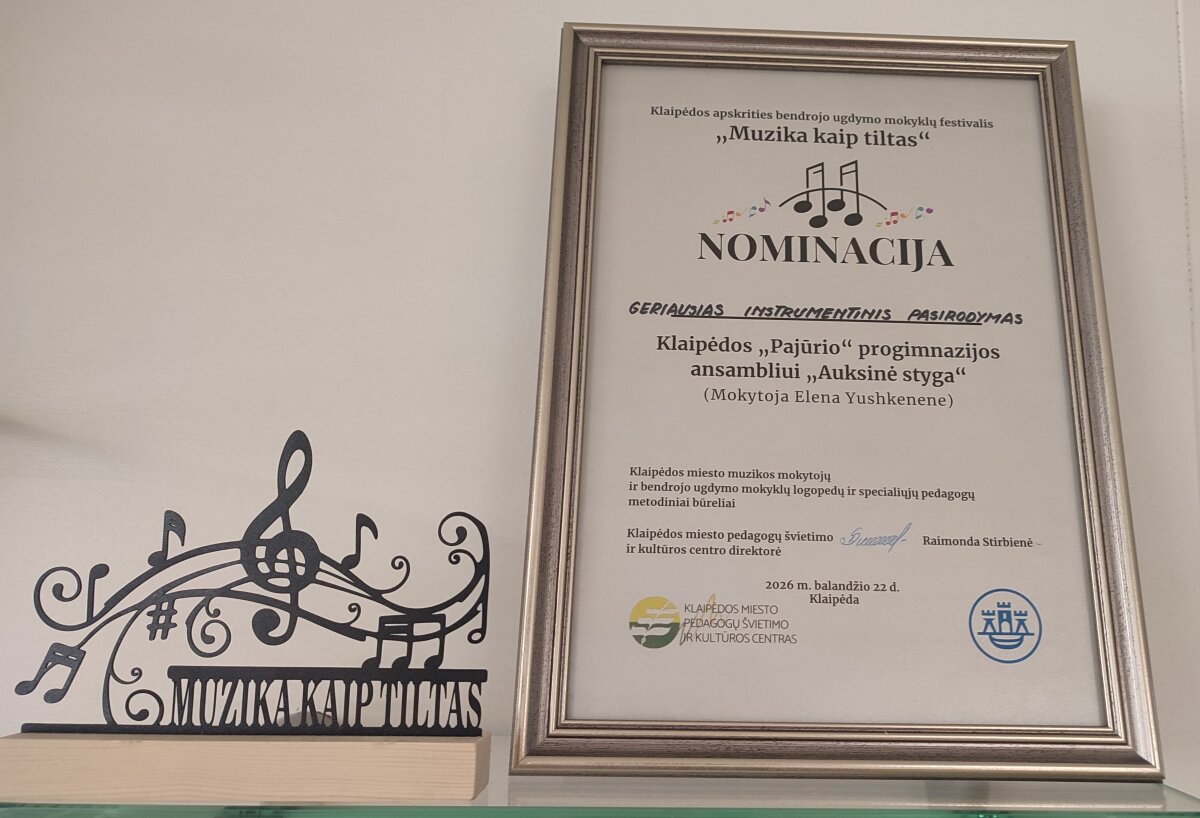 Klaipėdos apskrities bendrojo ugdymo mokyklų festivalis
„Muzika kaip tiltas“
NOMINACIJA
GERIAUSIAS INSTRUMENTINIS PASIRODYMAS
Klaipėdos „Pajūrio“ progimnazijos
ansambliui „Auksinė styga“
(Mokytoja Elena Yushkenene)
Klaipėdos miesto muzikos mokytojų
ir bendrojo ugdymo mokyklų logopedų ir specialiųjų pedagogų
metodiniai būreliai
Klaipėdos miesto pedagogų švietimo
ir kultūros centro direktorė
Raimonda Stirbienė
2026 m. balandžio 22 d.
Klaipėda
KLAIPĖDOS MIESTO
PEDAGOGŲ ŠVIETIMO
IR KULTŪROS CENTRAS
MUZIKA KAIP TILTAS